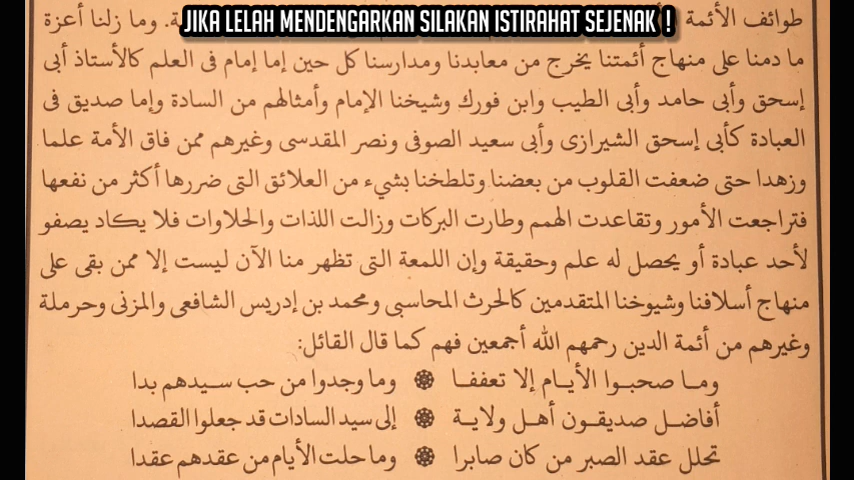 JIKA LELAH MENDENGARKAN SILAKAN ISTIRAHAT SEJENAK !
طوائف الأئمة وما زلنا أعزة
ما دمنا على منهاج أئمتنا يخرج من معابدنا ومدارسنا كل حين إما إمام فى العلم كالأستاذ أبى
إسحق وأبى حامد وأبى الطيب وابن فورك وشيخنا الإمام وأمثالهم من السادة وإما صديق فى
العبادة كأبى إسحق الشيرازى وأبى سعيد الصوفى ونصر المقدسى وغيرهم ممن فاق الأمة علما
وزهدا حتى ضعفت القلوب من بعضنا وتلطخنا بشيء من العلائق التى ضررها أكثر من نفعها
فتراجعت الأمور وتقاعدت الهمم وطارت البركات وزالت اللذات والحلاوات فلا يكاد يصفو
لأحد عبادة أو يحصل له علم وحقيقة وإن اللمعة التى تظهر منا الآن ليست إلا ممن بقى على
منهاج أسلافنا وشيوخنا المتقدمين كالحرث المحاسبى ومحمد بن إدريس الشافعى والمزنى وحرملة
وغيرهم من أئمة الدين رحمهم الله أجمعين فهم كما قال القائل:
وما صحبوا الأيام إلا تعففا وما وجدوا من حب سيدهم بدا
أفاضل صديقون أهل ولاية إلى سيد السادات قد جعلوا القصدا
تحلل عقد الصبر من كان صابرا وما حلت الأيام من عقدهم عقدا